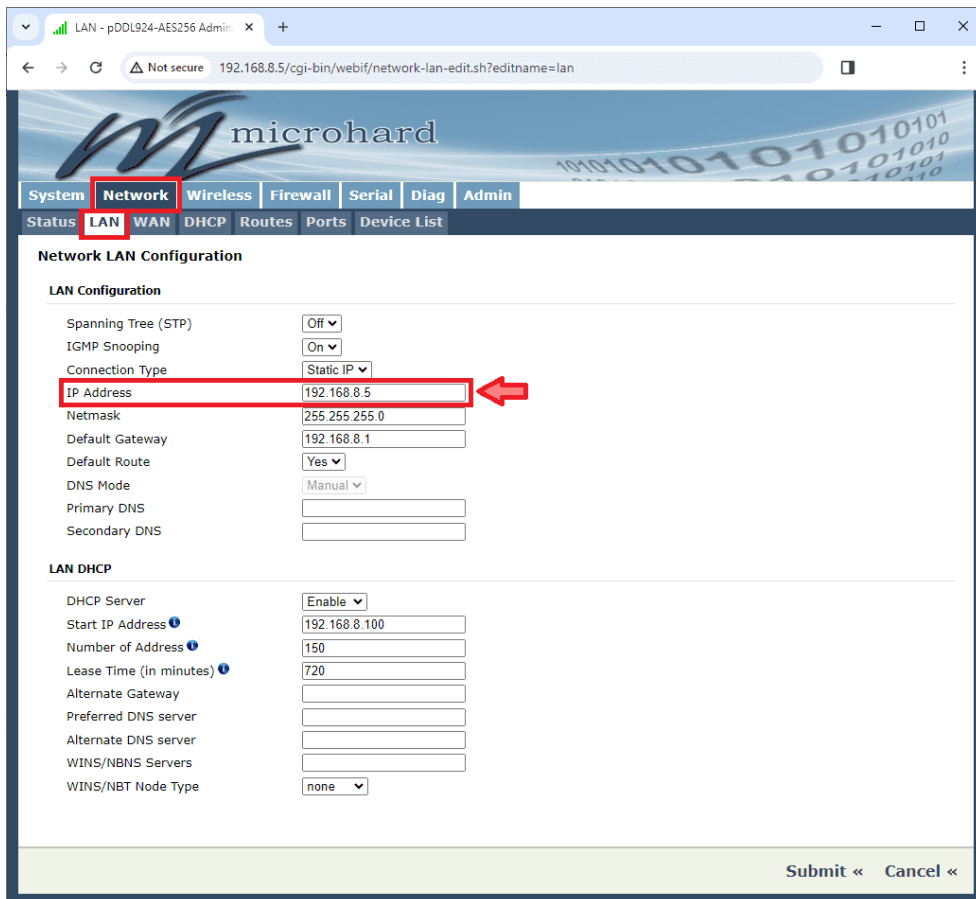 LAN - pDDL924-AES256 Admin
Not secure 192.168.8.5/cgi-bin/webif/network-lan-edit.sh?editname=lan
microhard
101010101010101
01010
0101
System Network Wireless Firewall Serial Diag Admin
Status LAN WAN DHCP Routes Ports Device List
Network LAN Configuration
LAN Configuration
Spanning Tree (STP) Off
IGMP Snooping On
Connection Type Static IP
IP Address 192.168.8.5
Netmask 255.255.255.0
Default Gateway 192.168.8.1
Default Route Yes
DNS Mode Manual
Primary DNS
Secondary DNS
LAN DHCP
DHCP Server Enable
Start IP Address 192.168.8.100
Number of Address 150
Lease Time (in minutes) 720
Alternate Gateway
Preferred DNS server
Alternate DNS server
WINS/NBNS Servers
WINS/NBT Node Type none
Submit « Cancel «